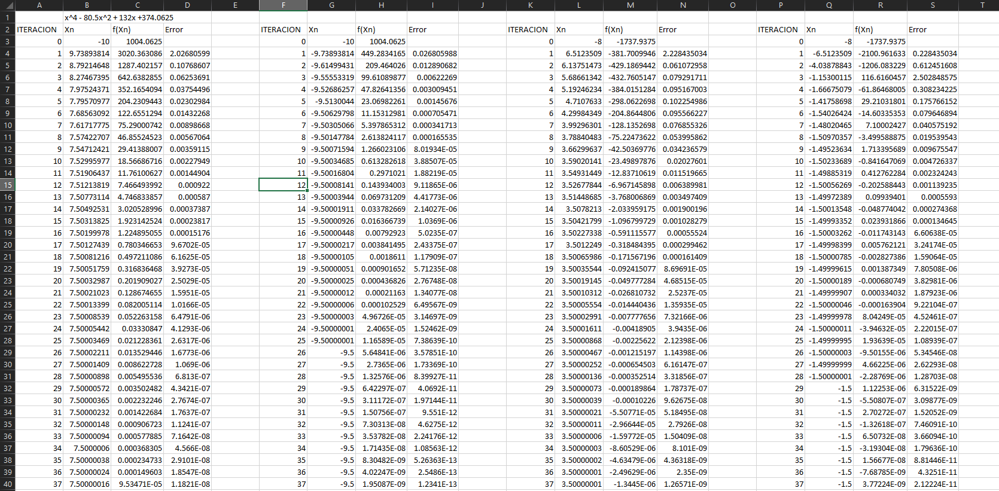 A B C D E F G H I J K L M N O P Q R S T
1 x^4 - 80.5x^2 + 132x +374.0625
2 ITERACION Xn f(Xn) Error ITERACION Xn f(Xn) Error ITERACION Xn f(Xn) Error ITERACION Xn f(Xn) Error
3 0 -10 1004.0625 0 -10 1004.0625 0 -8 -1737.9375 0 -8 -1737.9375
4 1 9.73893814 3020.363086 2.02680599 1 -9.73893814 449.2834165 0.026805988 1 6.5123509 -381.7009946 2.228435034 1 -6.5123509 -2100.961633 0.228435034
5 2 8.79214648 1287.402157 0.10768607 2 -9.61499431 209.464026 0.012890682 2 6.13751473 -429.1869442 0.061072958 2 -4.03878843 -1206.083229 0.612451608
6 3 8.27467395 642.6382855 0.06253691 3 -9.55553319 99.61089877 0.00622269 3 5.68661342 -432.7605147 0.079291711 3 -1.15300115 116.6160457 2.502848575
7 4 7.97524371 352.1654094 0.03754496 4 -9.52686257 47.82641356 0.003009451 4 5.19246234 -384.0151284 0.095167003 4 -1.66675079 -61.86468005 0.308234225
8 5 7.79570977 204.2309443 0.02302984 5 -9.5130044 23.06982261 0.00145676 5 4.7107633 -298.0622698 0.102254986 5 -1.41758698 29.21031801 0.175766152
9 6 7.68563092 122.6551294 0.01432268 6 -9.50629798 11.15312981 0.000705471 6 4.29984349 -204.8644806 0.095566227 6 -1.54026424 -14.60335353 0.079646894
10 7 7.61717775 75.29000742 0.00898668 7 -9.50305066 5.397865312 0.000341713 7 3.99296301 -128.1352698 0.076855326 7 -1.48020465 7.10002427 0.040575192
11 8 7.57422707 46.85524523 0.00567064 8 -9.50147784 2.613824117 0.000165535 8 3.78840483 -75.22473622 0.053995862 8 -1.50970357 -3.499588875 0.019539543
12 9 7.54712421 29.41388007 0.00359115 9 -9.50071594 1.266023106 8.01934E-05 9 3.66299637 -42.50369776 0.034236579 9 -1.49523634 1.713395689 0.009675547
13 10 7.52995977 18.56686716 0.00227949 10 -9.50034685 0.613282618 3.88507E-05 10 3.59020141 -23.49897876 0.02027601 10 -1.50233689 -0.841647069 0.004726337
14 11 7.51906437 11.76100627 0.00144904 11 -9.50016804 0.2971021 1.88219E-05 11 3.54931449 -12.83710619 0.011519665 11 -1.49885319 0.412762284 0.002324243
15 12 7.51213819 7.466493992 0.000922 12 -9.50008141 0.143934003 9.11865E-06 12 3.52677844 -6.967145898 0.006389981 12 -1.50056269 -0.202588443 0.001139235
16 13 7.50773114 4.746833857 0.000587 13 -9.50003944 0.069731209 4.41773E-06 13 3.51448685 -3.768006869 0.003497409 13 -1.49972389 0.09939401 0.0005593
17 14 7.50492531 3.020528996 0.00037387 14 -9.50001911 0.033782669 2.14027E-06 14 3.5078213 -2.033959175 0.001900196 14 -1.50013548 -0.048774042 0.000274368
18 15 7.50313825 1.923142524 0.00023817 15 -9.50000926 0.016366739 1.0369E-06 15 3.50421799 -1.096799729 0.001028279 15 -1.49993352 0.023931866 0.000134645
19 16 7.50199978 1.224895055 0.00015176 16 -9.50000448 0.00792923 5.0235E-07 16 3.50227338 -0.591115577 0.00055524 16 -1.50003262 -0.011743143 6.60638E-05
20 17 7.50127439 0.780346653 9.6702E-05 17 -9.50000217 0.003841495 2.43375E-07 17 3.5012249 -0.318484395 0.000299462 17 -1.49998399 0.005762121 3.24174E-05
21 18 7.50081216 0.497211086 6.1625E-05 18 -9.50000105 0.0018611 1.17909E-07 18 3.50065986 -0.171567196 0.000161409 18 -1.50000785 -0.002827386 1.59064E-05
22 19 7.50051759 0.316836468 3.9273E-05 19 -9.50000051 0.000901652 5.71235E-08 19 3.50035544 -0.092415077 8.69691E-05 19 -1.49999615 0.001387349 7.80508E-06
23 20 7.50032987 0.201909027 2.5029E-05 20 -9.50000025 0.000436826 2.76748E-08 20 3.50019145 -0.049777284 4.68515E-05 20 -1.50000189 -0.000680749 3.82981E-06
24 21 7.50021023 0.128674655 1.5951E-05 21 -9.50000012 0.00021163 1.34077E-08 21 3.50010312 -0.026810732 2.5237E-05 21 -1.49999907 0.000334032 1.87923E-06
25 22 7.50013399 0.082005114 1.0166E-05 22 -9.50000006 0.000102529 6.49567E-09 22 3.50005554 -0.014440436 1.35935E-05 22 -1.50000046 -0.000163904 9.22104E-07
26 23 7.50008539 0.052263158 6.4791E-06 23 -9.50000003 4.96726E-05 3.14697E-09 23 3.50002991 -0.007777656 7.32166E-06 23 -1.49999978 8.04249E-05 4.52461E-07
27 24 7.50005442 0.03330847 4.1293E-06 24 -9.50000001 2.4065E-05 1.52462E-09 24 3.50001611 -0.00418905 3.9435E-06 24 -1.50000011 -3.94632E-05 2.22015E-07
28 25 7.50003469 0.021228361 2.6317E-06 25 -9.50000001 1.16589E-05 7.38639E-10 25 3.50000868 -0.00225622 2.12398E-06 25 -1.49999995 1.93639E-05 1.08939E-07
29 26 7.50002211 0.013529446 1.6773E-06 26 -9.5 5.64841E-06 3.57851E-10 26 3.50000467 -0.001215197 1.14398E-06 26 -1.50000003 -9.50155E-06 5.34546E-08
30 27 7.50001409 0.008622728 1.069E-06 27 -9.5 2.7365E-06 1.73369E-10 27 3.50000252 -0.000654503 6.16147E-07 27 -1.49999999 4.66225E-06 2.62293E-08
31 28 7.50000898 0.005495536 6.813E-07 28 -9.5 1.32576E-06 8.39927E-11 28 3.50000136 -0.000352514 3.31856E-07 28 -1.50000001 -2.28769E-06 1.28703E-08
32 29 7.50000572 0.003502482 4.3421E-07 29 -9.5 6.42297E-07 4.0692E-11 29 3.50000073 -0.000189864 1.78737E-07 29 -1.5 1.12253E-06 6.31522E-09
33 30 7.50000365 0.002232246 2.7674E-07 30 -9.5 3.11172E-07 1.97144E-11 30 3.50000039 -0.00010226 9.62675E-08 30 -1.5 -5.50807E-07 3.09877E-09
34 31 7.50000232 0.001422684 1.7637E-07 31 -9.5 1.50756E-07 9.551E-12 31 3.50000021 -5.50771E-05 5.18495E-08 31 -1.5 2.70272E-07 1.52052E-09
35 32 7.50000148 0.000906723 1.1241E-07 32 -9.5 7.30313E-08 4.6275E-12 32 3.50000011 -2.96644E-05 2.7926E-08 32 -1.5 -1.32618E-07 7.46091E-10
36 33 7.50000094 0.000577885 7.1642E-08 33 -9.5 3.53782E-08 2.24176E-12 33 3.50000006 -1.59772E-05 1.50409E-08 33 -1.5 6.50732E-08 3.66094E-10
37 34 7.5000006 0.000368305 4.566E-08 34 -9.5 1.71435E-08 1.08563E-12 34 3.50000003 -8.60529E-06 8.101E-09 34 -1.5 -3.19304E-08 1.79636E-10
38 35 7.50000038 0.000234733 2.9101E-08 35 -9.5 8.30482E-09 5.26363E-13 35 3.50000002 -4.63479E-06 4.36318E-09 35 -1.5 1.56677E-08 8.81446E-11
39 36 7.50000024 0.000149603 1.8547E-08 36 -9.5 4.02247E-09 2.5486E-13 36 3.50000001 -2.49629E-06 2.35E-09 36 -1.5 -7.68785E-09 4.3251E-11
40 37 7.50000016 9.53471E-05 1.1821E-08 37 -9.5 1.95087E-09 1.2341E-13 37 3.50000001 -1.3445E-06 1.26571E-09 37 -1.5 3.77224E-09 2.12224E-11